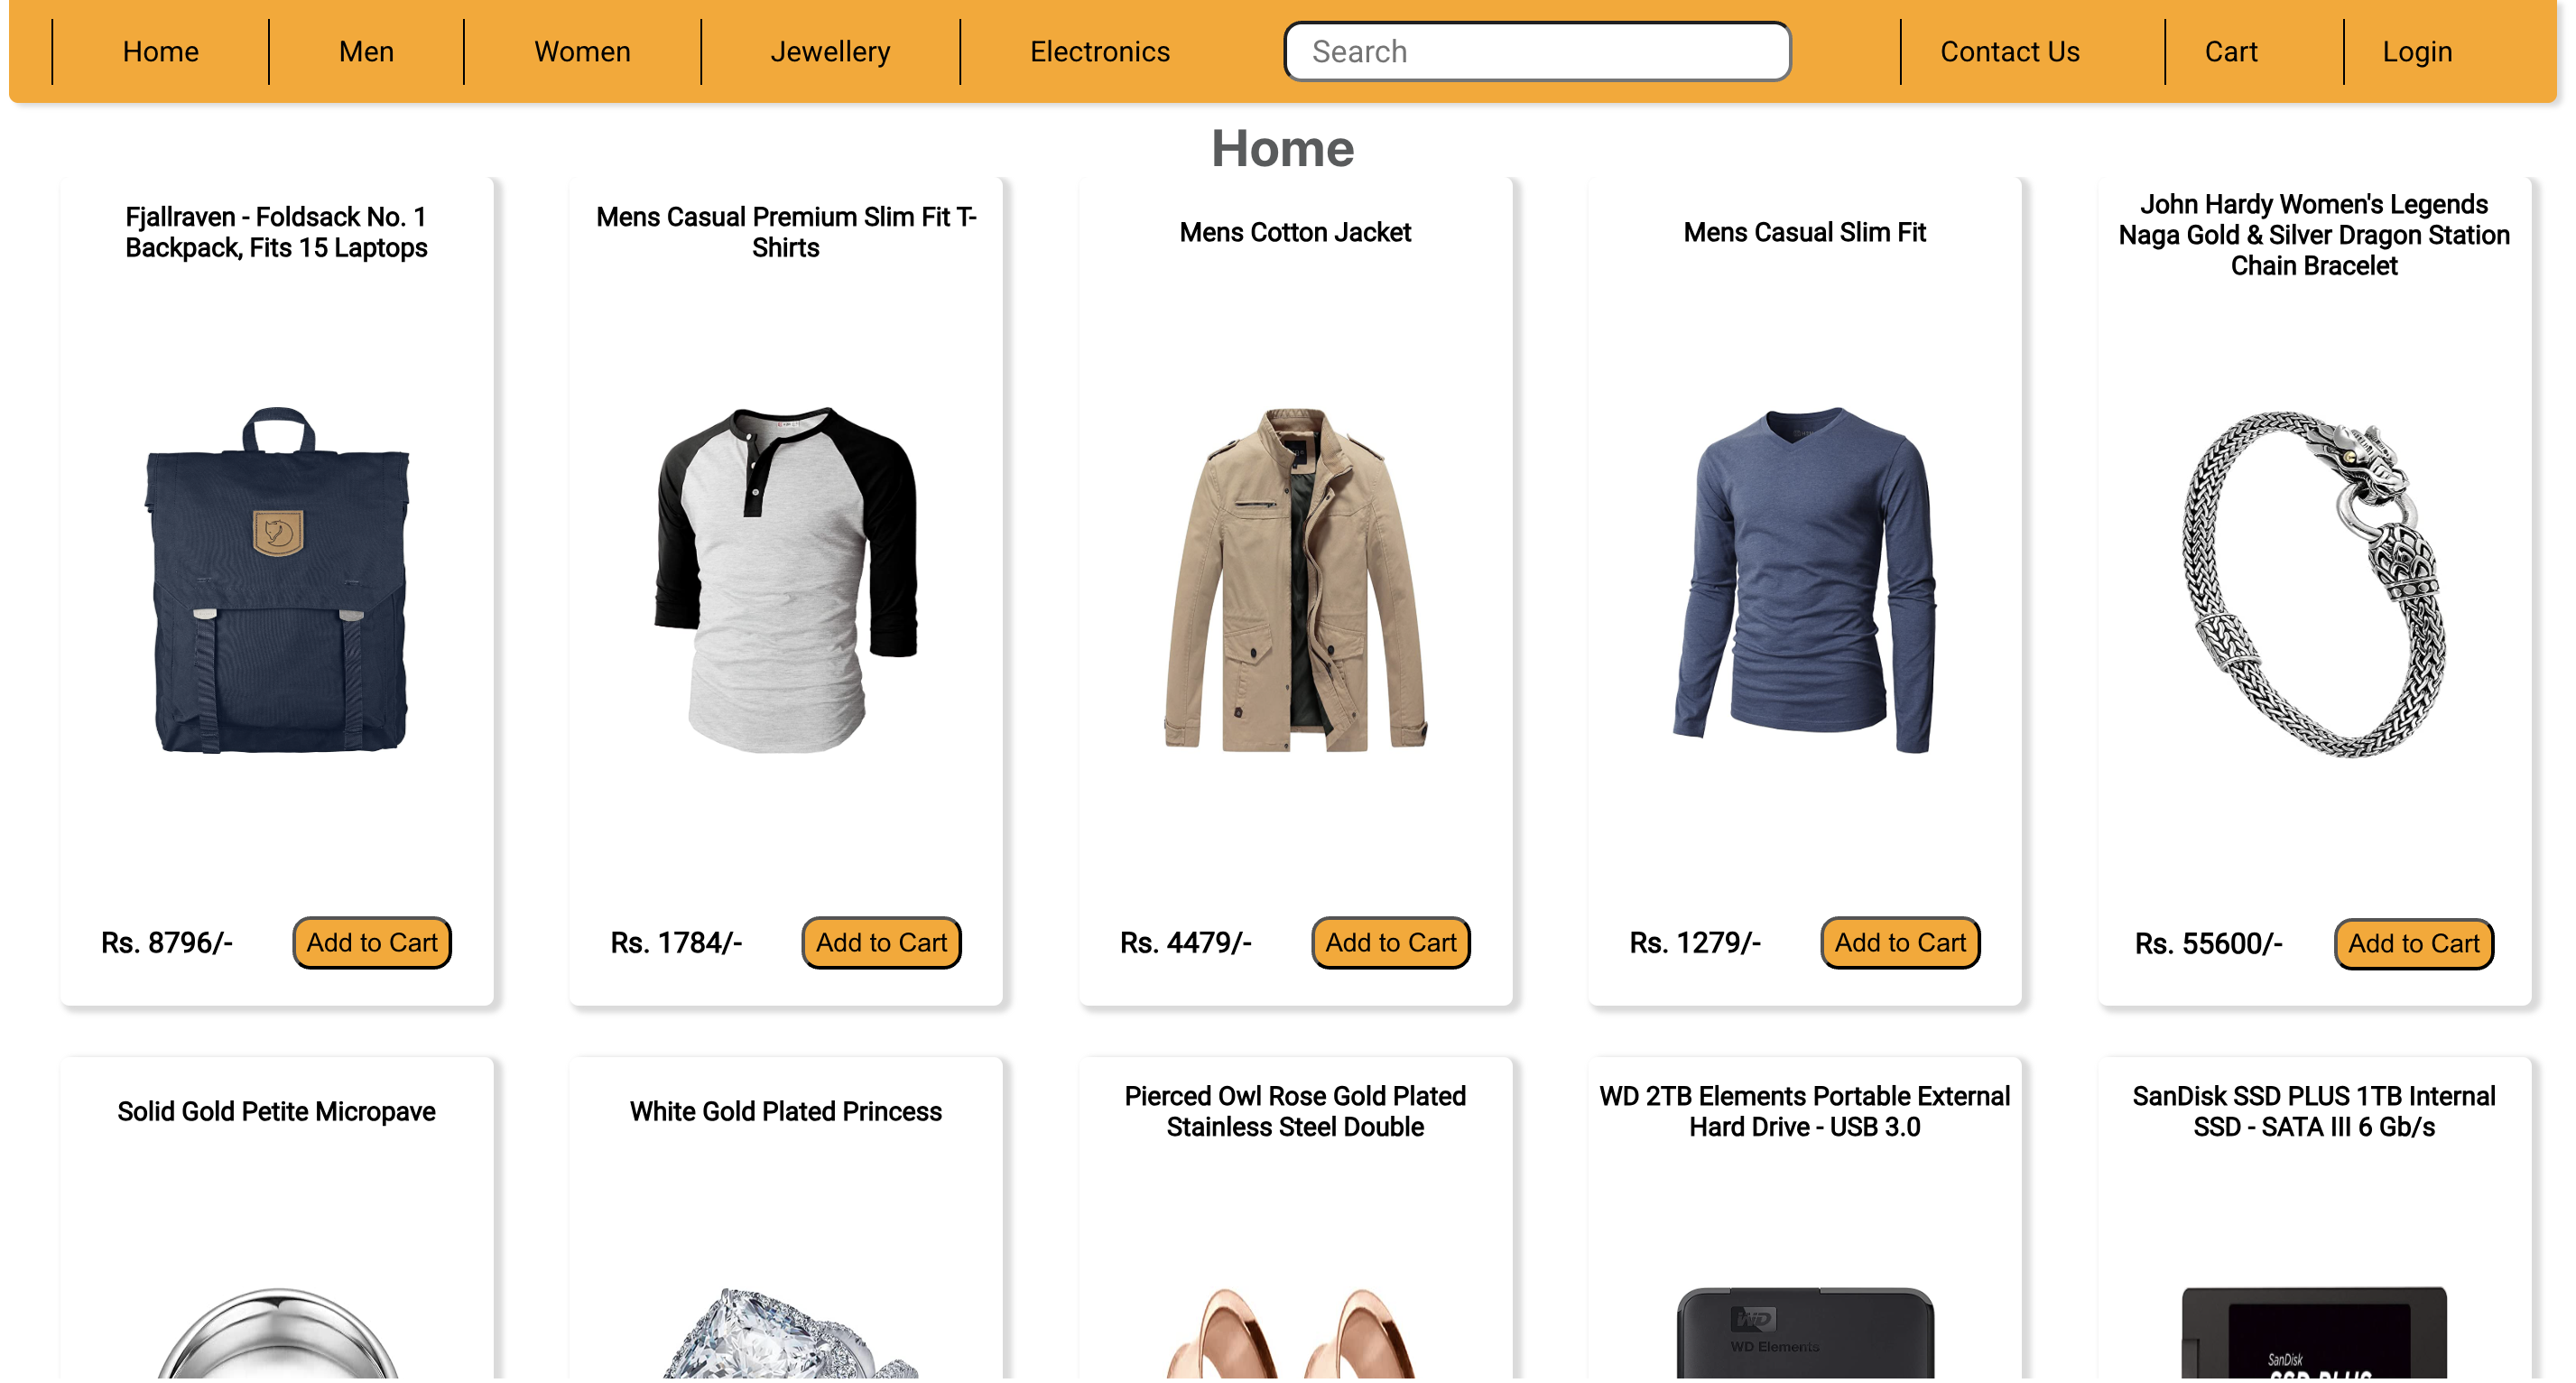 Home
Men
Women
Jewellery
Electronics
Search
Contact Us
Cart
Login
Home
Fjallraven - Foldsack No. 1
Backpack, Fits 15 Laptops
Mens Casual Premium Slim Fit T-
Shirts
Mens Cotton Jacket
Mens Casual Slim Fit
John Hardy Women's Legends
Naga Gold & Silver Dragon Station
Chain Bracelet
Rs. 8796/-
Add to Cart
Rs. 1784/-
Add to Cart
Rs. 4479/-
Add to Cart
Rs. 1279/-
Add to Cart
Rs. 55600/-
Add to Cart
Solid Gold Petite Micropave
White Gold Plated Princess
Pierced Owl Rose Gold Plated
Stainless Steel Double
WD 2TB Elements Portable External
Hard Drive - USB 3.0
SanDisk SSD PLUS 1TB Internal
SSD - SATA III 6 Gb/s
WD
WD Elements
SanDisk
SSD PLUS